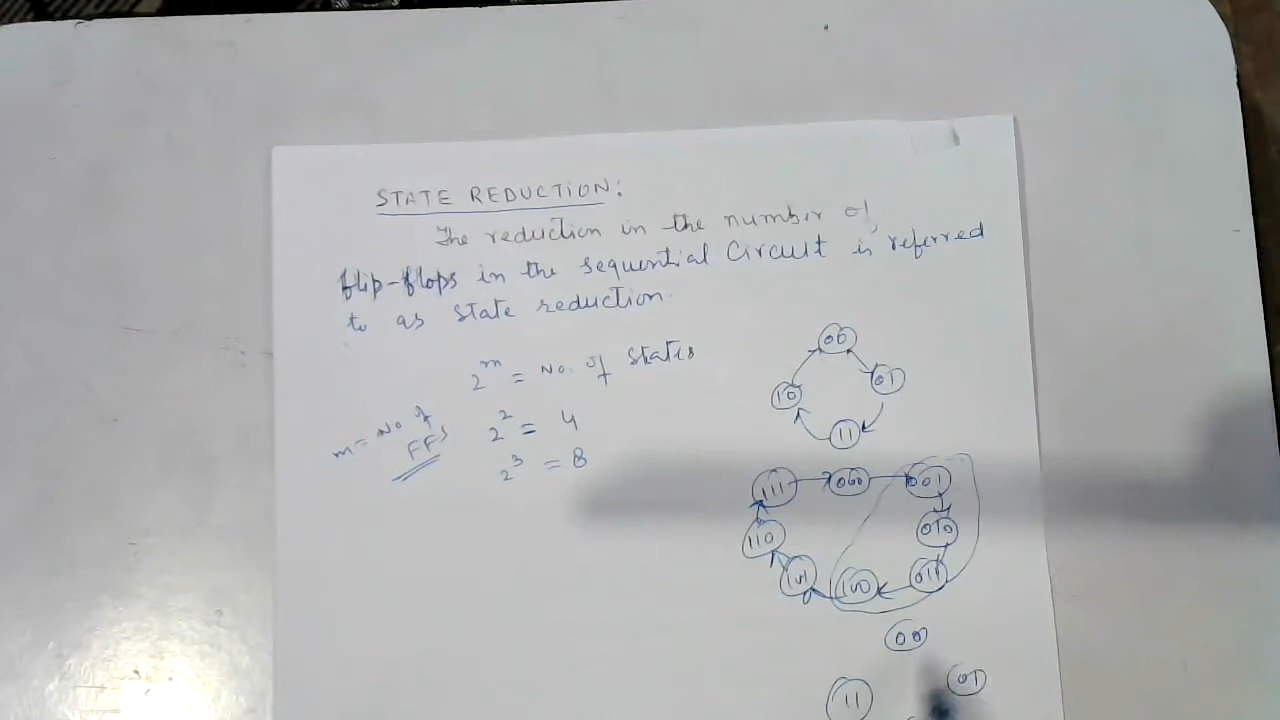 STATE REDUCTION:
The reduction in the number of
flip-flops in the sequential Circuit is referred
to as state reduction.
2^m = No. of states
m = No of
FFS
2^2 = 4
2^3 = 8
00
10 01
11
111 000 001
110 010
101 100 011
00
01
11